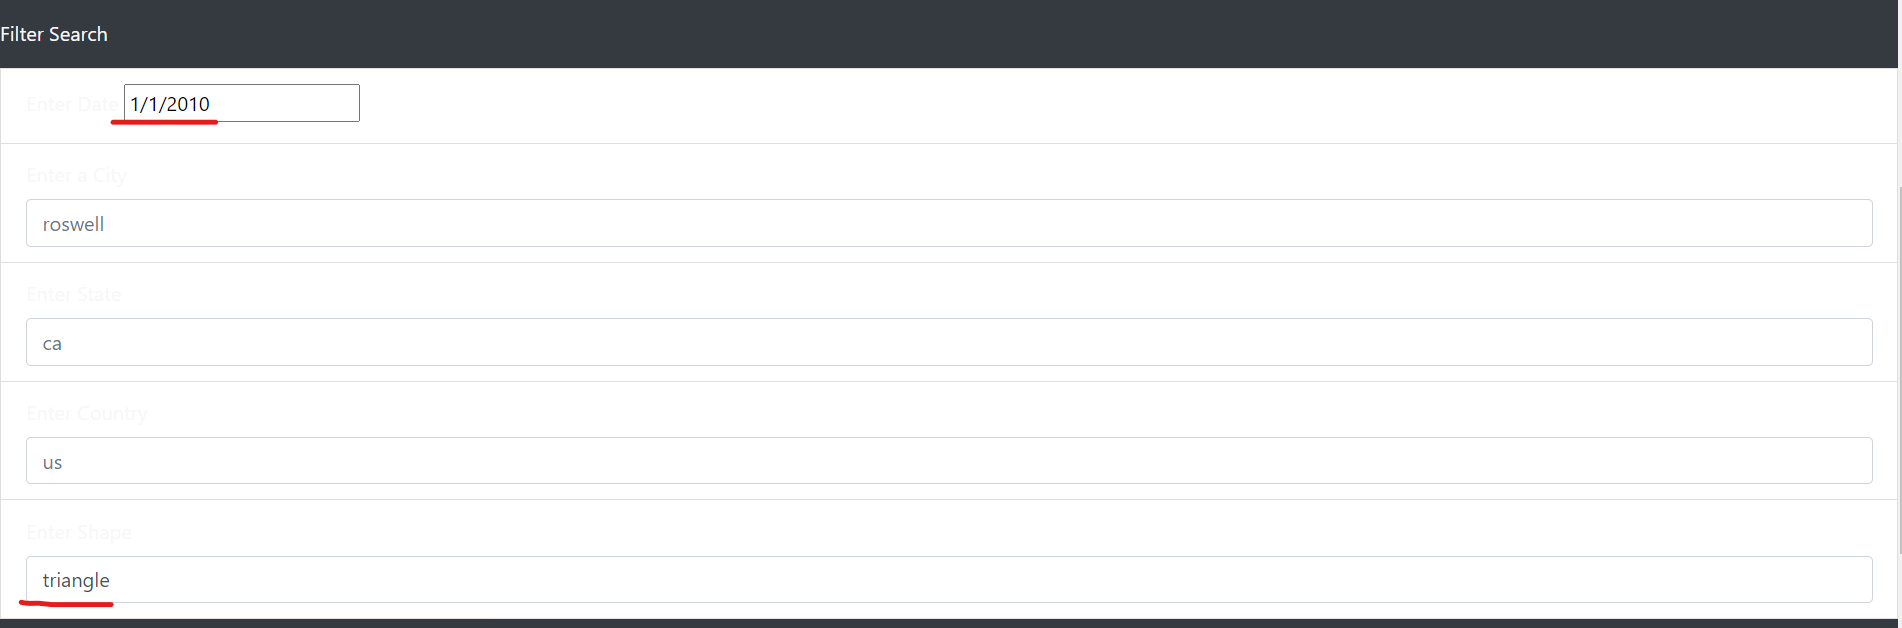 Filter Search
Enter Date 1/1/2010
Enter a City
roswell
Enter State
ca
Enter Country
us
Enter Shape
triangle